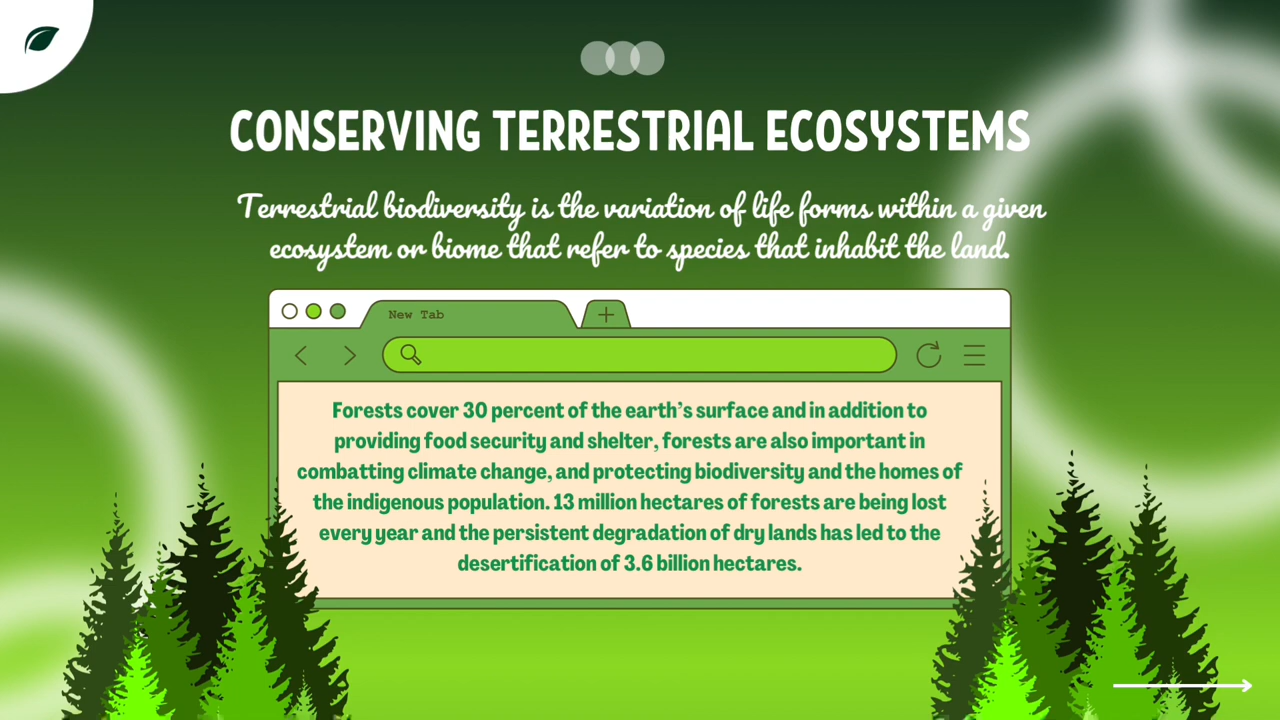 CONSERVING TERRESTRIAL ECOSYSTEMS
Terrestrial biodiversity is the variation of life forms within a given
ecosystem or biome that refer to species that inhabit the land.
New Tab
Forests cover 30 percent of the earth's surface and in addition to
providing food security and shelter, forests are also important in
combatting climate change, and protecting biodiversity and the homes of
the indigenous population. 13 million hectares of forests are being lost
every year and the persistent degradation of dry lands has led to the
desertification of 3.6 billion hectares.